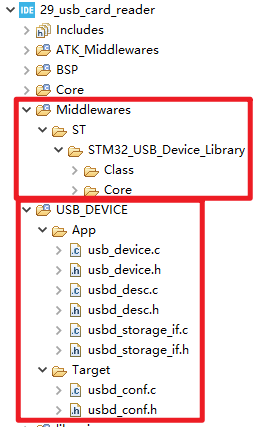 IDE 29_usb_card_reader
Includes
ATK_Middlewares
BSP
Core
Middlewares
ST
STM32_USB_Device_Library
Class
Core
USB_DEVICE
App
.c usb_device.c
.h usb_device.h
.c usbd_desc.c
.h usbd_desc.h
.c usbd_storage_if.c
.h usbd_storage_if.h
Target
.c usbd_conf.c
.h usbd_conf.h